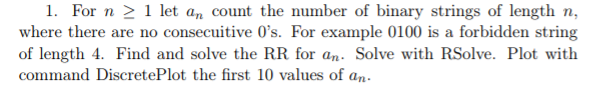 1. For n ≥ 1 let aₙ count the number of binary strings of length n,
where there are no consecuitive 0's. For example 0100 is a forbidden string
of length 4. Find and solve the RR for aₙ. Solve with RSolve. Plot with
command DiscretePlot the first 10 values of aₙ.